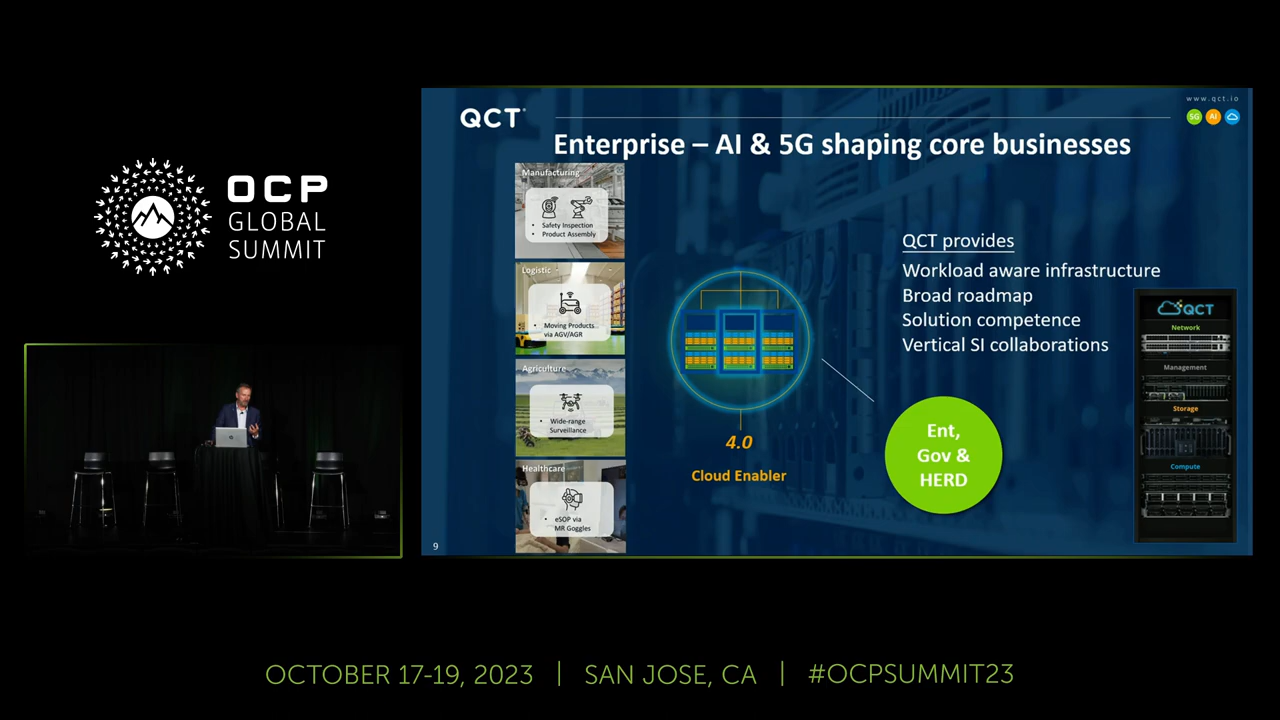 OCP
GLOBAL
SUMMIT
QCT
www.qct.io
5G
AI
Enterprise – AI & 5G shaping core businesses
Manufacturing
• Safety Inspection
• Product Assembly
Logistic
• Moving Products
via AGV/AGR
Agriculture
• Wide-range
Surveillance
Healthcare
• eSOP via
MR Goggles
4.0
Cloud Enabler
QCT provides
Workload aware infrastructure
Broad roadmap
Solution competence
Vertical SI collaborations
Ent,
Gov &
HERD
QCT
Network
Management
Storage
Compute
9
OCTOBER 17-19, 2023 | SAN JOSE, CA | #OCPSUMMIT23